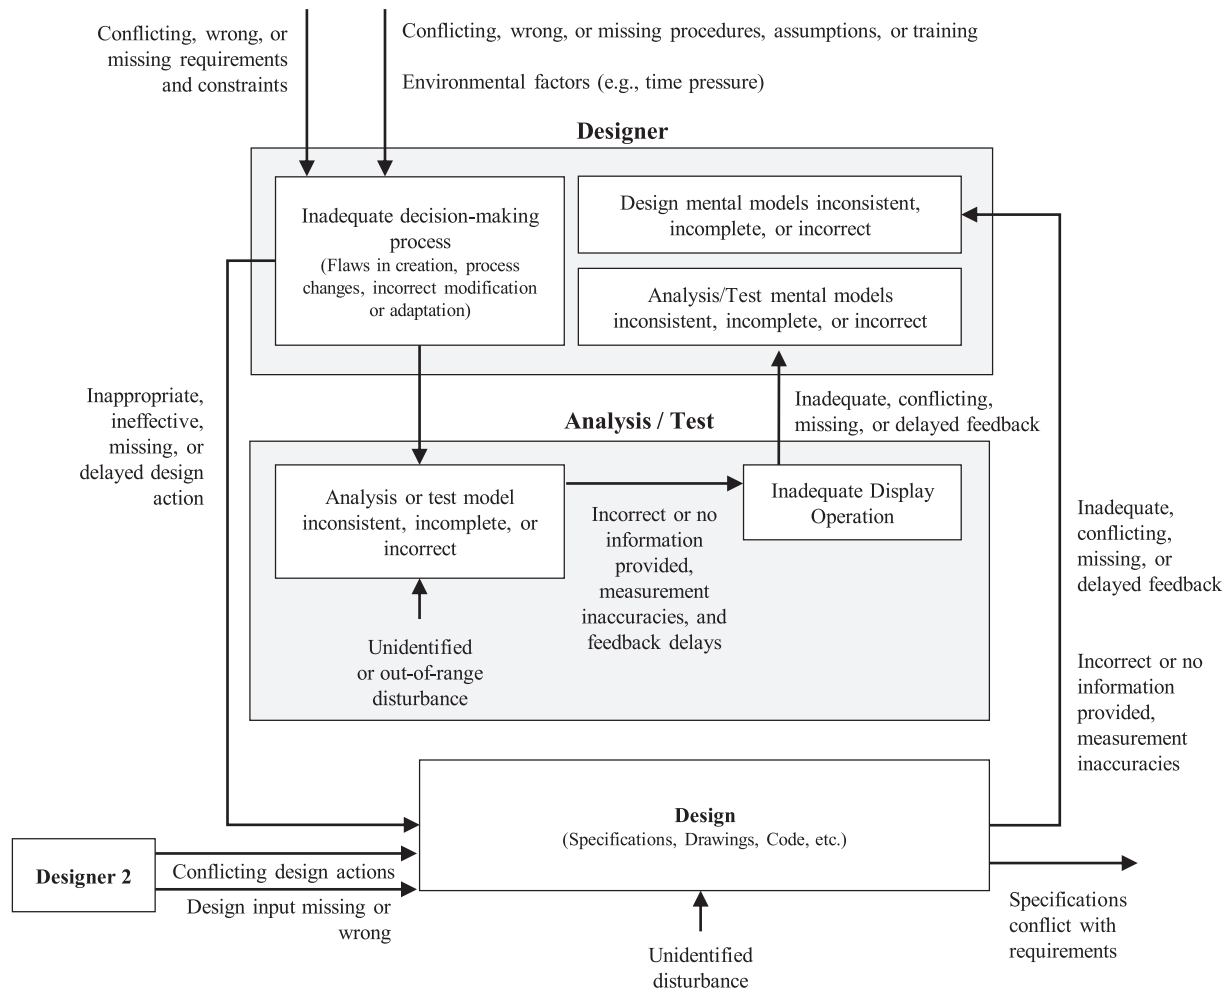 Conflicting, wrong, or
missing requirements
and constraints
Conflicting, wrong, or missing procedures, assumptions, or training
Environmental factors (e.g., time pressure)
Designer
Inadequate decision-making
process
(Flaws in creation, process
changes, incorrect modification
or adaptation)
Design mental models inconsistent,
incomplete, or incorrect
Analysis/Test mental models
inconsistent, incomplete, or incorrect
Inappropriate,
ineffective,
missing, or
delayed design
action
Analysis / Test
Inadequate, conflicting,
missing, or delayed feedback
Analysis or test model
inconsistent, incomplete, or
incorrect
Incorrect or no
information
provided,
measurement
inaccuracies, and
feedback delays
Inadequate Display
Operation
Unidentified
or out-of-range
disturbance
Inadequate,
conflicting,
missing, or
delayed feedback
Incorrect or no
information
provided,
measurement
inaccuracies
Design
(Specifications, Drawings, Code, etc.)
Designer 2
Conflicting design actions
Design input missing or
wrong
Unidentified
disturbance
Specifications
conflict with
requirements